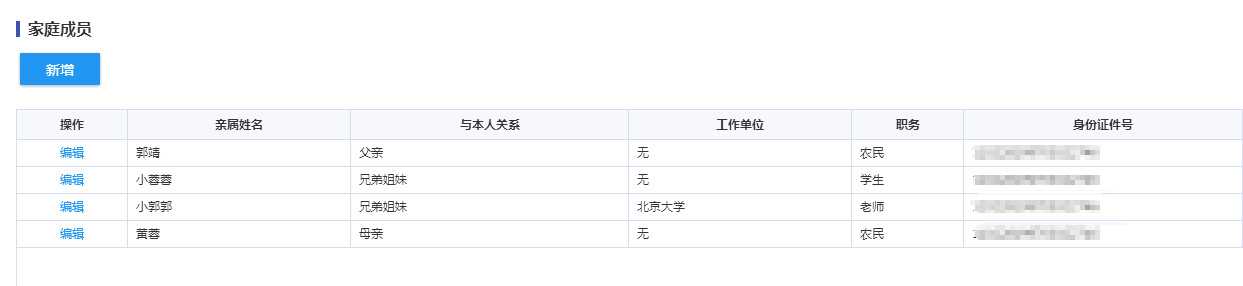 家庭成员
新增
操作 亲属姓名 与本人关系 工作单位 职务 身份证件号
编辑 郭靖 父亲 无 农民
编辑 小蓉蓉 兄弟姐妹 无 学生
编辑 小郭郭 兄弟姐妹 北京大学 老师
编辑 黄蓉 母亲 无 农民